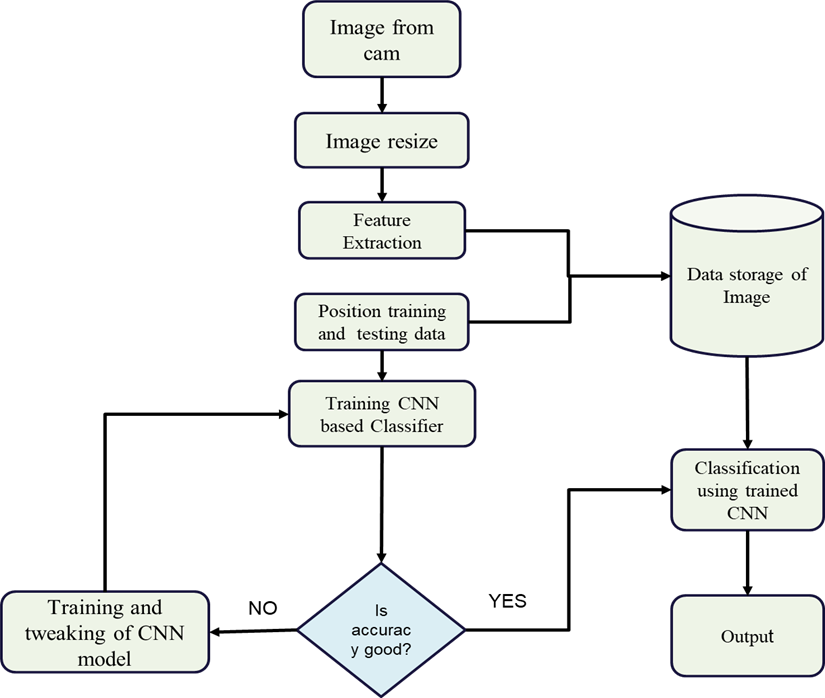 Image from
cam
Image resize
Feature
Extraction
Data storage of
Image
Position training
and testing data
Training CNN
based Classifier
Classification
using trained
CNN
NO
YES
Is
accurac
y good?
Training and
tweaking of CNN
model
Output